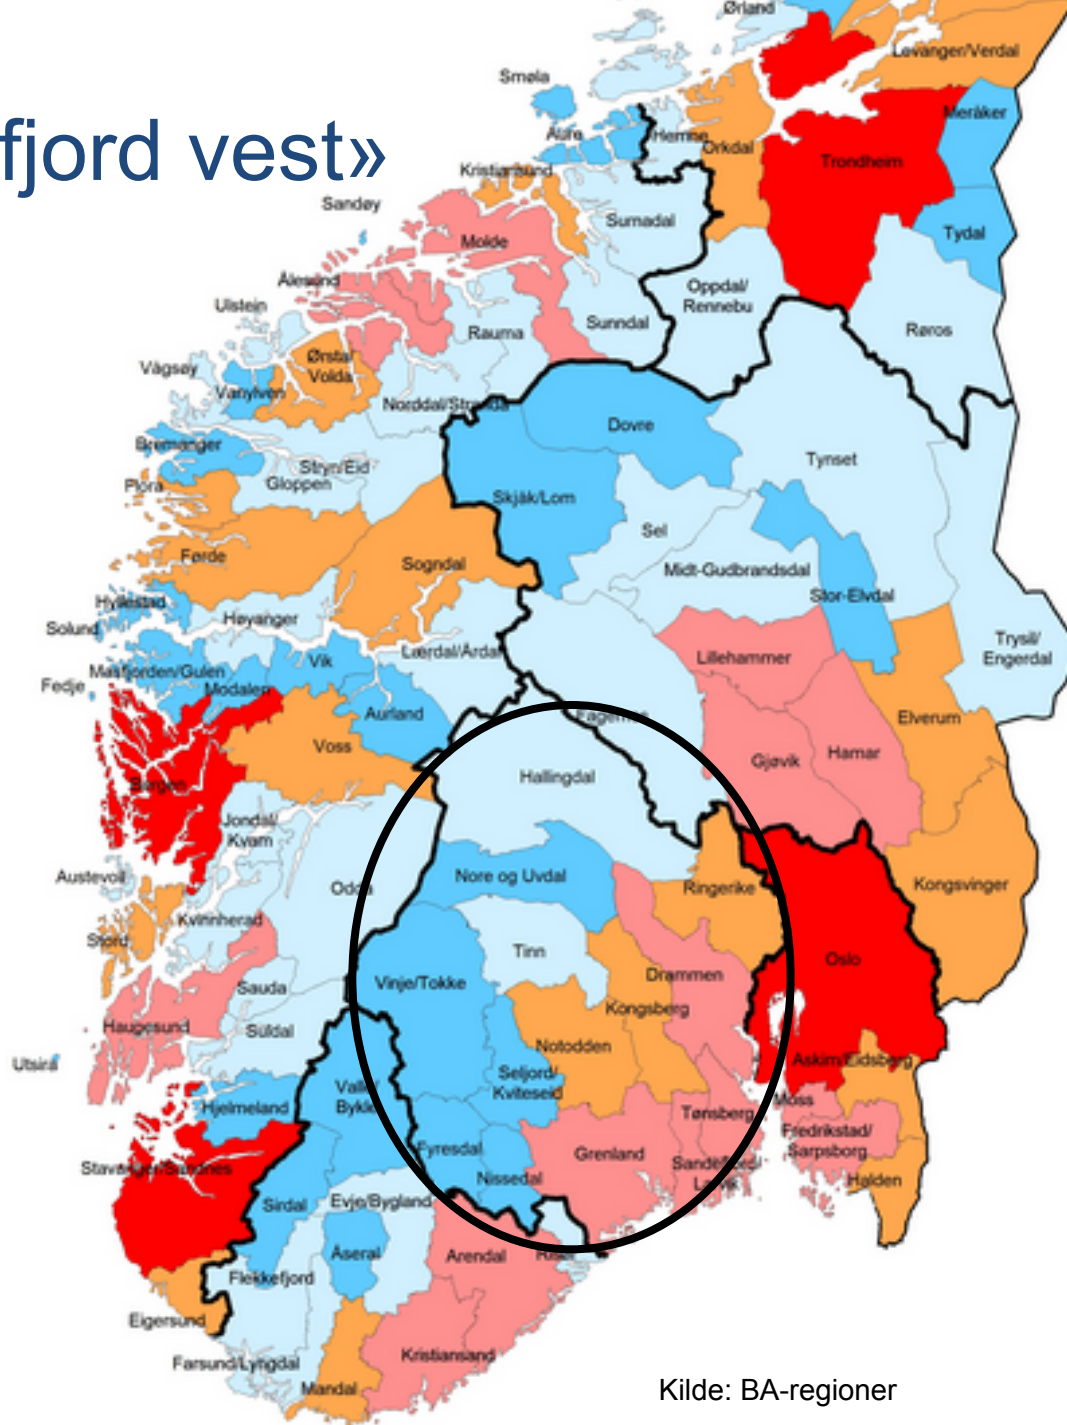 fjord vest»
Ørland
Levanger/Verdal
Smøla
Meråker
Aure
Hemne
Orkdal
Trondheim
Kristiansund
Sandøy
Surnadal
Tydal
Molde
Ålesund
Oppdal/
Rennebu
Ulstein
Rauma
Sunndal
Røros
Ørsta/
Volda
Vågsøy
Vanylven
Norddal/Stranda
Dovre
Bremanger
Tynset
Stryn/Eid
Gloppen
Flora
Skjåk/Lom
Sel
Førde
Sogndal
Midt-Gudbrandsdal
Stor-Elvdal
Hyllestad
Høyanger
Solund
Trysil/
Engerdal
Lærdal/Årdal
Lillehammer
Vik
Masfjorden/Gulen
Fedje
Modalen
Aurland
Fagernes
Elverum
Voss
Gjøvik
Hamar
Hallingdal
Bergen
Jondal/
Kvam
Austevoll
Odda
Nore og Uvdal
Ringerike
Kongsvinger
Kvinnherad
Stord
Tinn
Oslo
Drammen
Vinje/Tokke
Sauda
Kongsberg
Haugesund
Suldal
Notodden
Utsira
Askim/Eidsberg
Seljord/
Kviteseid
Valle/
Bykle
Hjelmeland
Moss
Tønsberg
Fredrikstad/
Sarpsborg
Fyresdal
Grenland
Stavanger/Sandnes
Sandefjord/
Larvik
Nissedal
Halden
Evje/Bygland
Sirdal
Åseral
Arendal
Risør
Flekkefjord
Eigersund
Farsund/Lyngdal
Kristiansand
Mandal
Kilde: BA-regioner